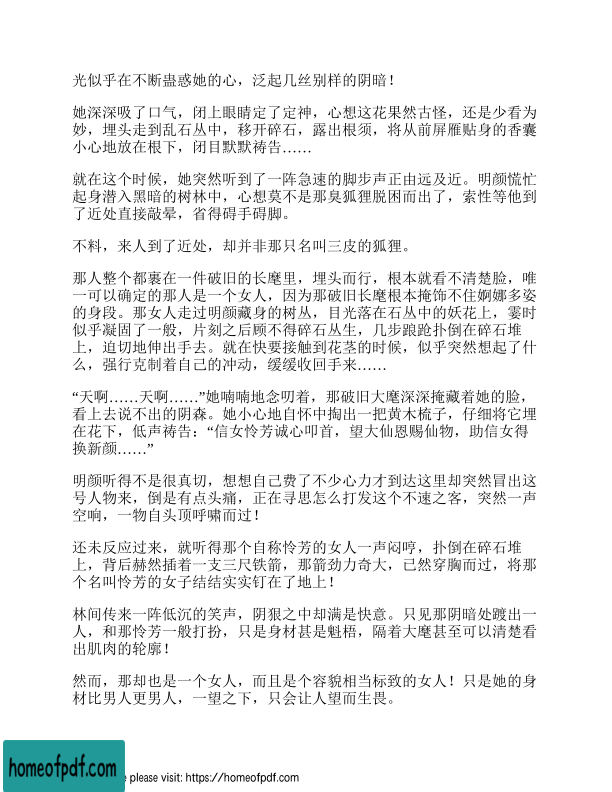 光似乎在不断蛊惑她的心，泛起几丝别样的阴暗！
她深深吸了口气，闭上眼睛定了定神，心想这花果然古怪，还是少看为
妙，埋头走到乱石丛中，移开碎石，露出根须，将从前屏雁贴身的香囊
小心地放在根下，闭目默默祷告……
就在这个时候，她突然听到了一阵急速的脚步声正由远及近。明颜慌忙
起身潜入黑暗的树林中，心想莫不是那臭狐狸脱困而出了，索性等他到
了近处直接敲晕，省得碍手碍脚。
不料，来人到了近处，却并非那只名叫三皮的狐狸。
那人整个都裹在一件破旧的长麾里，埋头而行，根本就看不清楚脸，唯
一可以确定的那人是一个女人，因为那破旧长麾根本掩饰不住婀娜多姿
的身段。那女人走过明颜藏身的树丛，目光落在石丛中的妖花上，霎时
似乎凝固了一般，片刻之后顾不得碎石丛生，几步踉跄扑倒在碎石堆
上，迫切地伸出手去。就在快要接触到花茎的时候，似乎突然想起了什
么，强行克制着自己的冲动，缓缓收回手来……
“天啊……天啊……”她喃喃地念叨着，那破旧大麾深深掩藏着她的脸，
看上去说不出的阴森。她小心地自怀中掏出一把黄木梳子，仔细将它埋
在花下，低声祷告：“信女怜芳诚心叩首，望大仙恩赐仙物，助信女得
换新颜……”
明颜听得不是很真切，想想自己费了不少心力才到达这里却突然冒出这
号人物来，倒是有点头痛，正在寻思怎么打发这个不速之客，突然一声
空响，一物自头顶呼啸而过！
还未反应过来，就听得那个自称怜芳的女人一声闷哼，扑倒在碎石堆
上，背后赫然插着一支三尺铁箭，那箭劲力奇大，已然穿胸而过，将那
个名叫怜芳的女子结结实实钉在了地上！
林间传来一阵低沉的笑声，阴狠之中却满是快意。只见那阴暗处踱出一
人，和那怜芳一般打扮，只是身材甚是魁梧，隔着大麾甚至可以清楚看
出肌肉的轮廓！
然而，那却也是一个女人，而且是个容貌相当标致的女人！只是她的身
材比男人更男人，一望之下，只会让人望而生畏。
homeofpdf.com
e please visit: https://homeofpdf.com